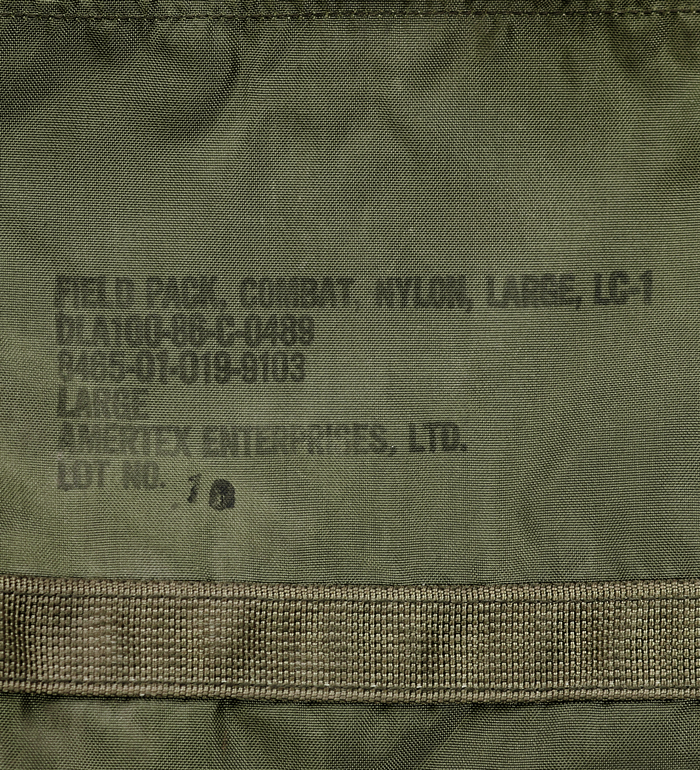 FIELD PACK, COMBAT, NYLON, LARGE, LC-1
DLA100-86-C-0489
8465-01-019-9103
LARGE
AMERTEX ENTERPRISES, LTD.
LOT NO.